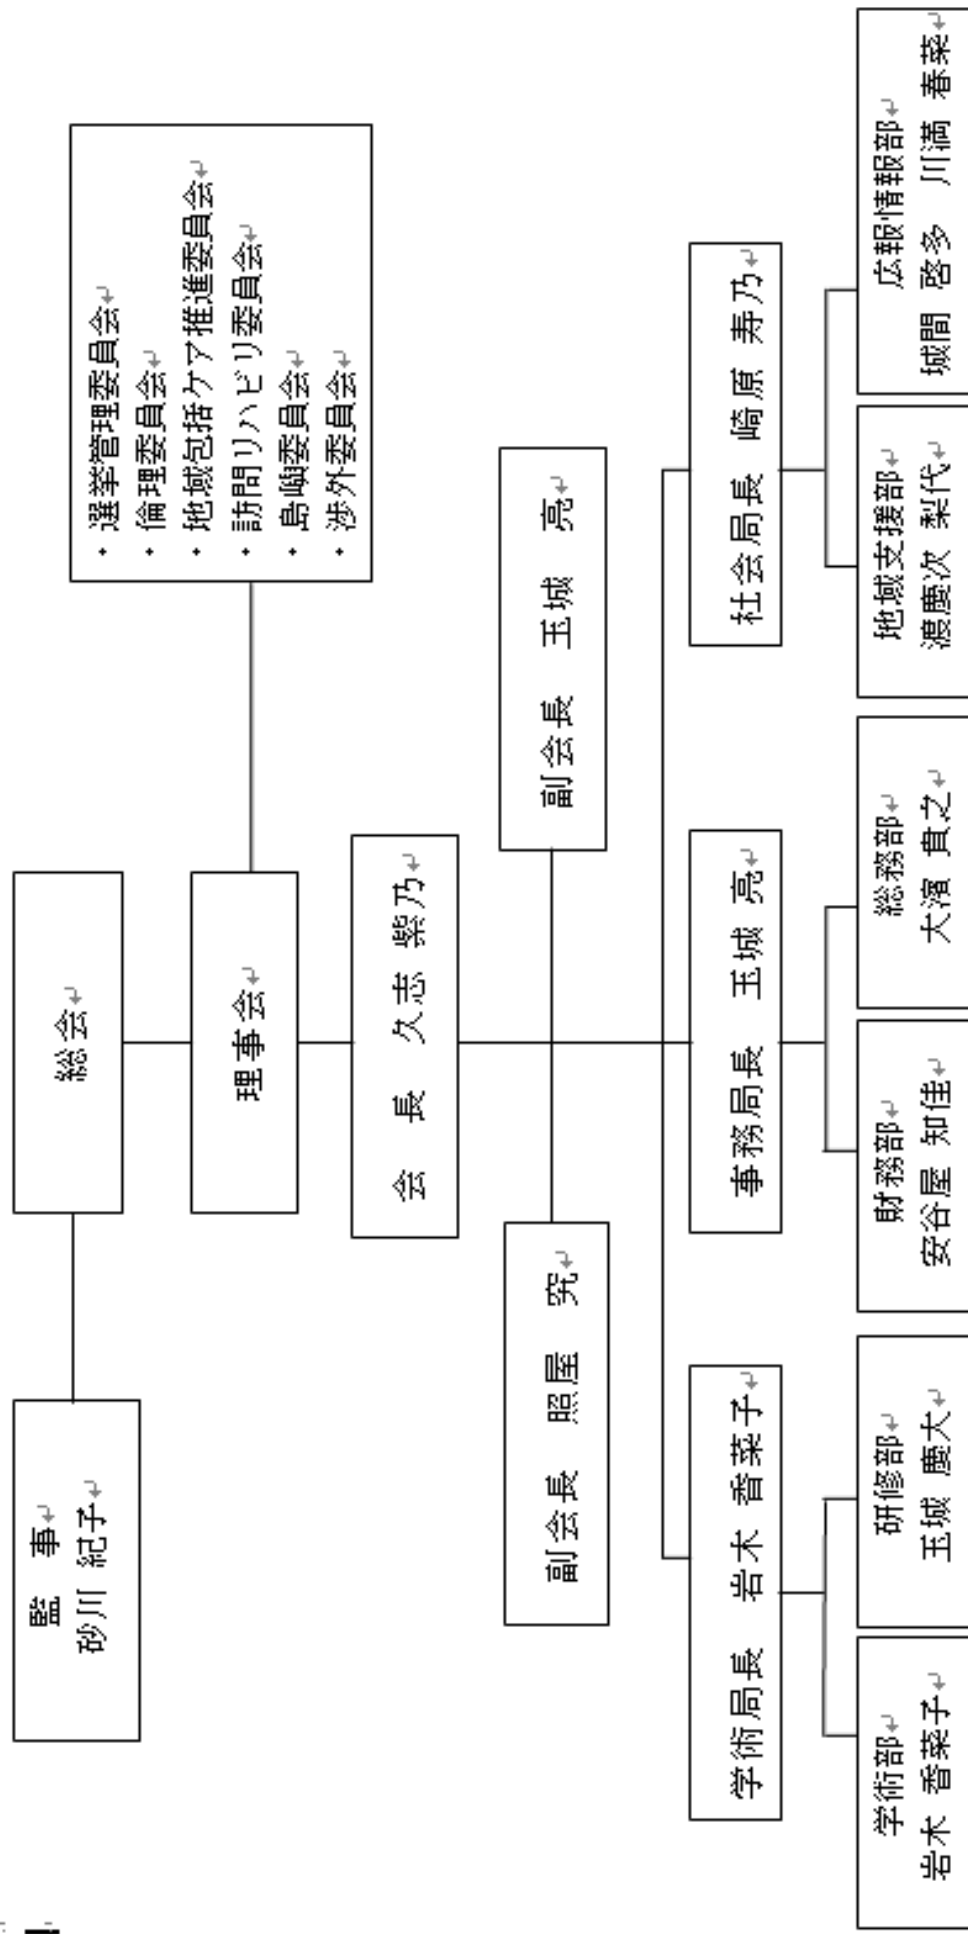 監　事
砂川 紀子
総会
理事会
・選挙管理委員会
・倫理委員会
・地域包括ケア推進委員会
・訪問リハビリ委員会
・島嶼委員会
・渉外委員会
会　長　久志 紫乃
副会長　照屋　究
副会長　玉城　亮
学術局長　岩木 香菜子
事務局長　玉城 亮
社会局長　崎原 寿乃
学術部
岩木 香菜子
研修部
玉城 慶大
財務部
安谷屋 知佳
総務部
大濱 貴之
地域支援部
渡慶次 梨代
広報情報部
城間 啓多　川満 春菜